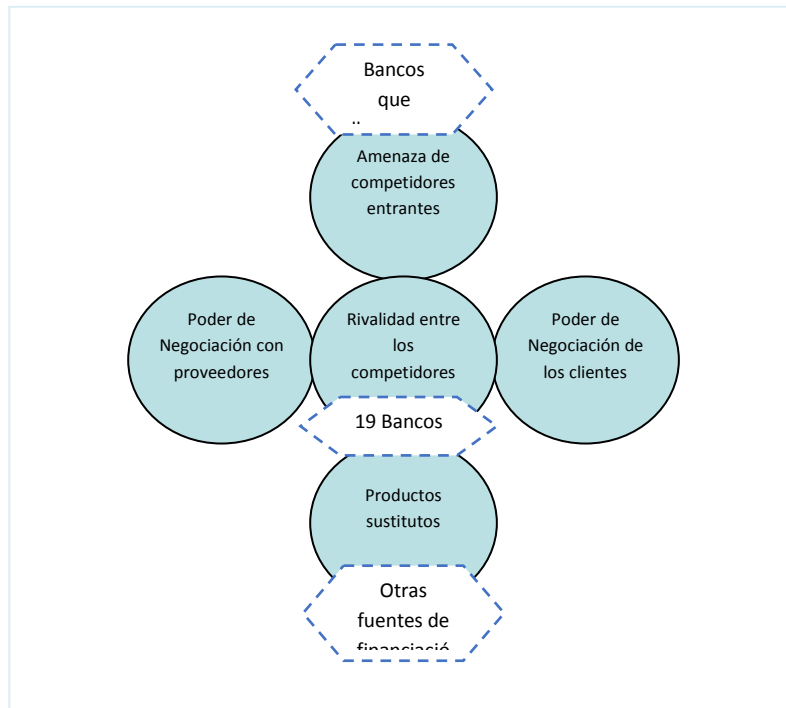 Bancos
que
Amenaza de
competidores
entrantes
Poder de
Negociación con
proveedores
Rivalidad entre
los
competidores
Poder de
Negociación de
los clientes
19 Bancos
Productos
sustitutos
Otras
fuentes de
financiació